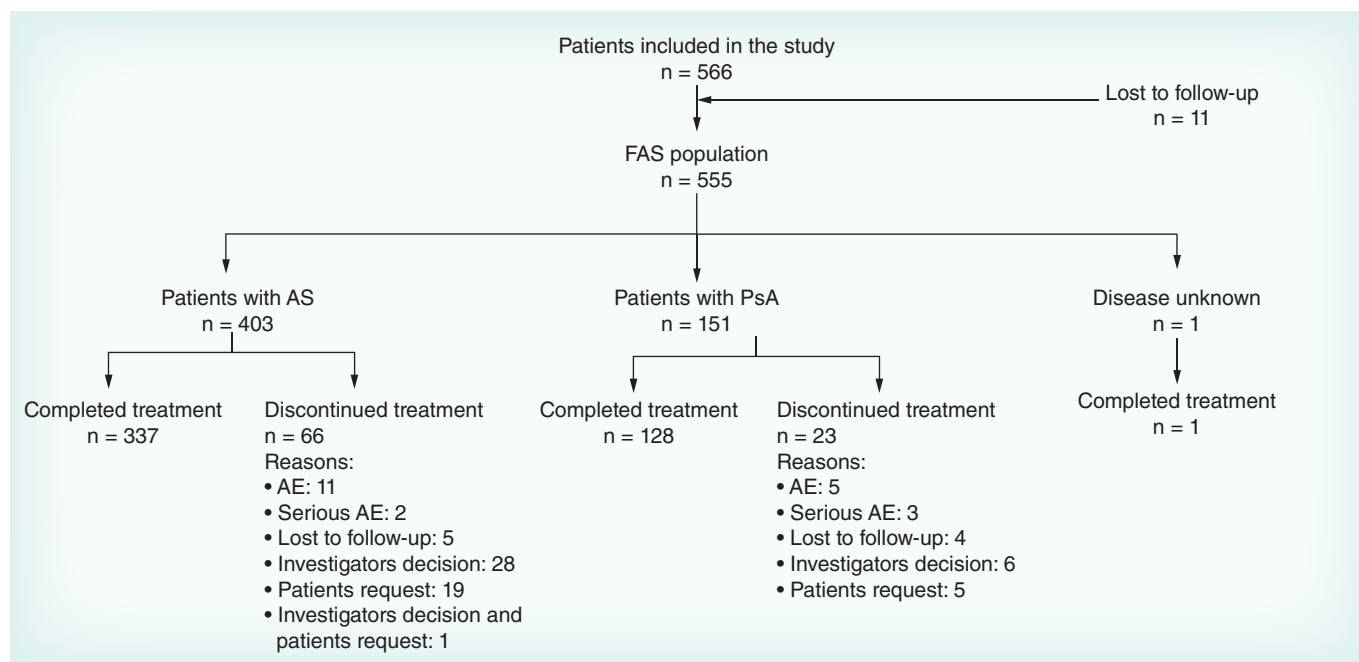 Patients included in the study
n = 566
Lost to follow-up
n = 11
FAS population
n = 555
Patients with AS
n = 403
Patients with PsA
n = 151
Disease unknown
n = 1
Completed treatment
n = 337
Discontinued treatment
n = 66
Reasons:
• AE: 11
• Serious AE: 2
• Lost to follow-up: 5
• Investigators decision: 28
• Patients request: 19
• Investigators decision and
patients request: 1
Completed treatment
n = 128
Discontinued treatment
n = 23
Reasons:
• AE: 5
• Serious AE: 3
• Lost to follow-up: 4
• Investigators decision: 6
• Patients request: 5
Completed treatment
n = 1